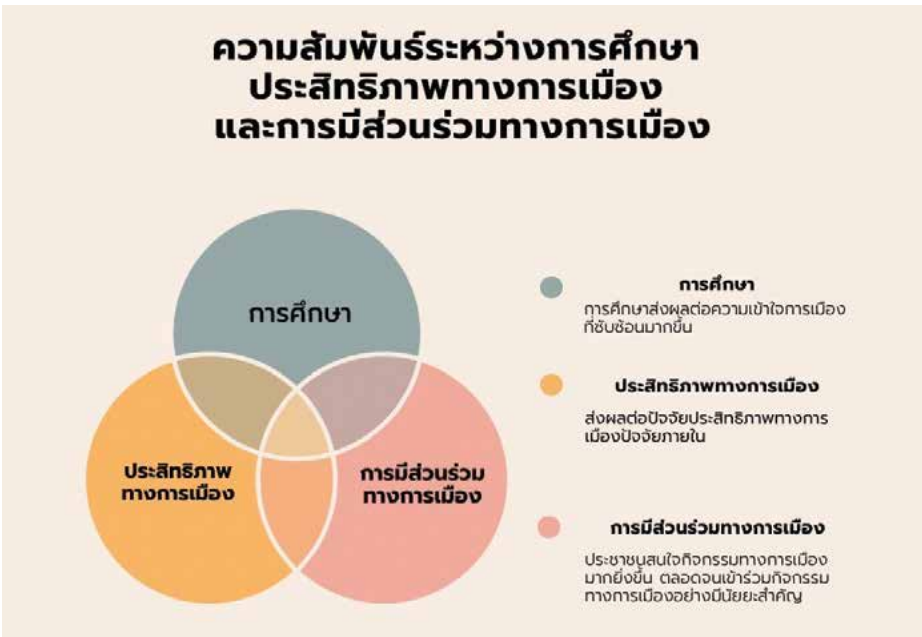 ความสัมพันธ์ระหว่างการศึกษา
ประสิทธิภาพทางการเมือง
และการมีส่วนร่วมทางการเมือง
การศึกษา
ประสิทธิภาพ
ทางการเมือง
การมีส่วนร่วม
ทางการเมือง
การศึกษา
การศึกษาส่งผลต่อความเข้าใจการเมือง
ที่ซับซ้อนมากขึ้น
ประสิทธิภาพทางการเมือง
ส่งผลต่อปัจจัยประสิทธิภาพทางการ
เมืองปัจจัยภายใน
การมีส่วนร่วมทางการเมือง
ประชาชนสนใจกิจกรรมทางการเมือง
มากยิ่งขึ้น ตลอดจนเข้าร่วมกิจกรรม
ทางการเมืองอย่างมีนัยยะสำคัญ